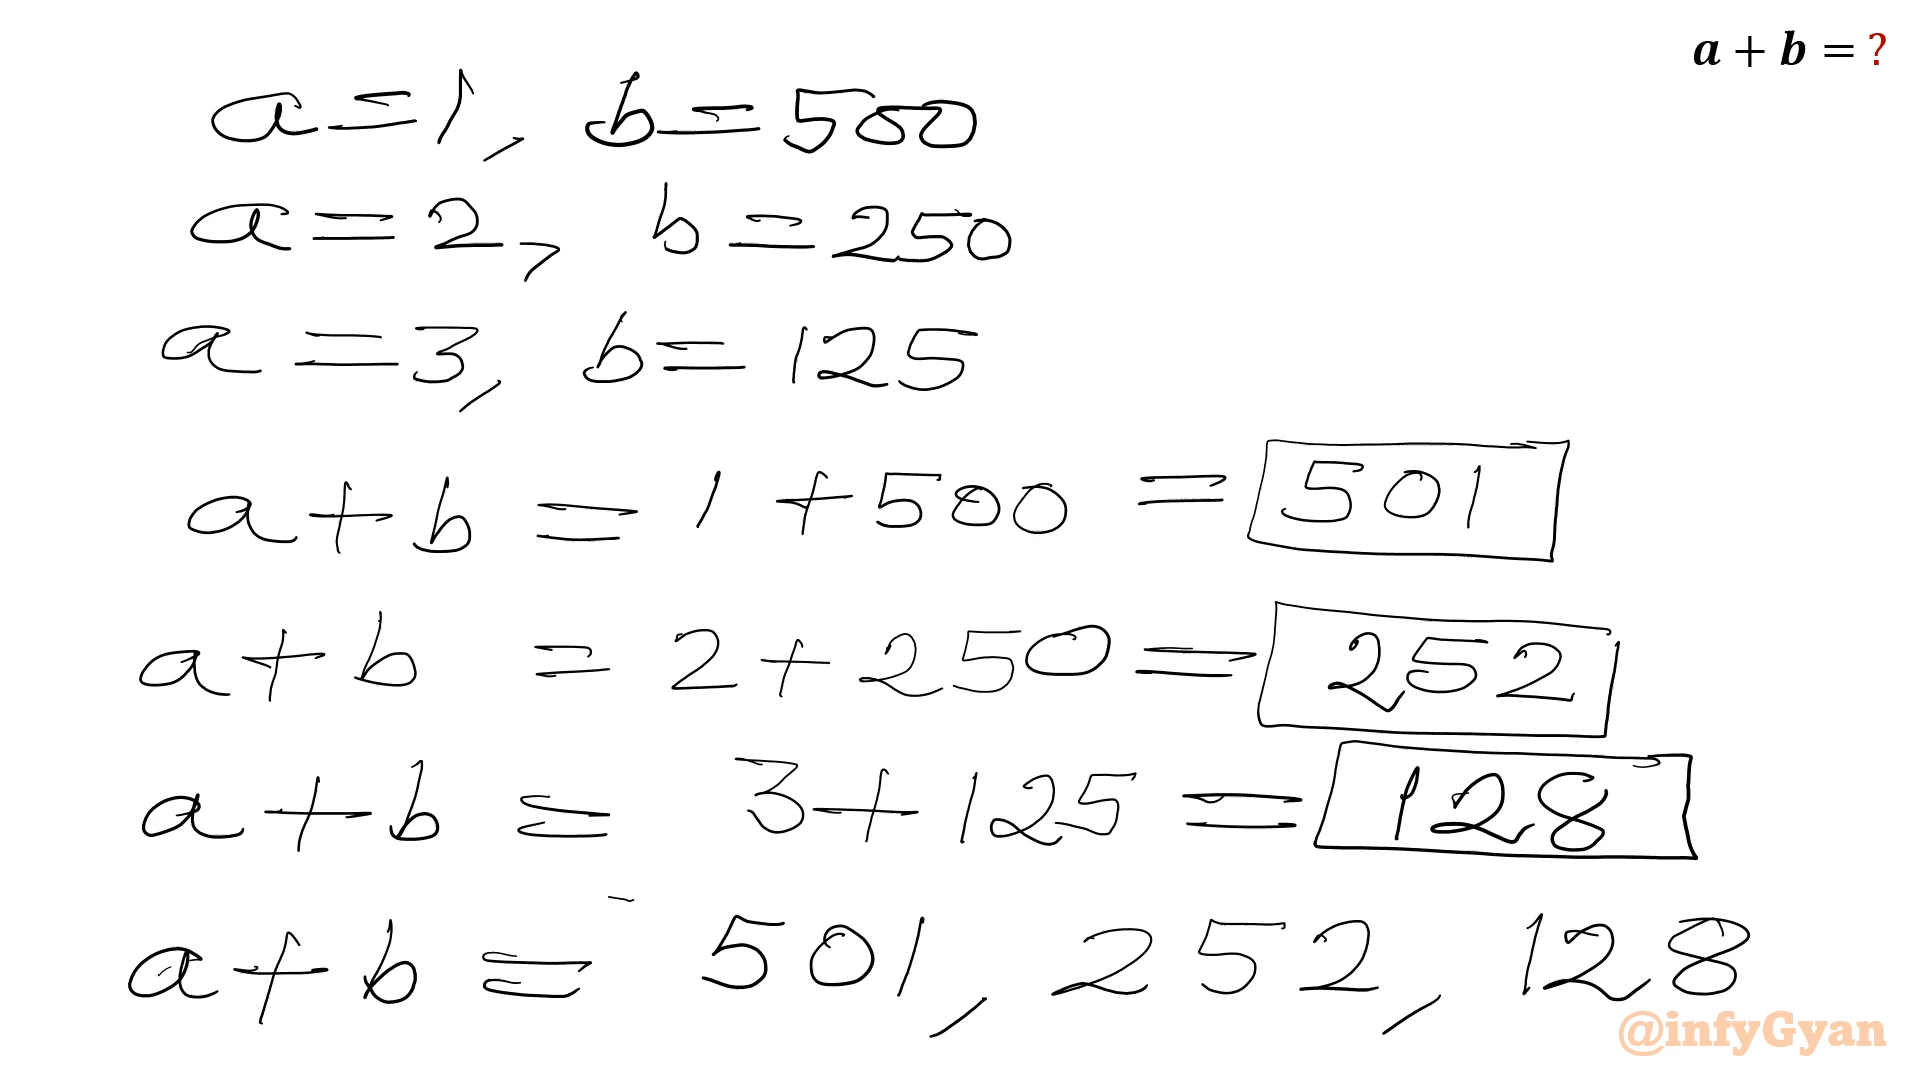 a + b = ?
a = 1, b = 500
a = 2, b = 250
a = 3, b = 125
a + b = 1 + 500 = 501
a + b = 2 + 250 = 252
a + b = 3 + 125 = 128
a + b = 501, 252, 128
@infyGyan